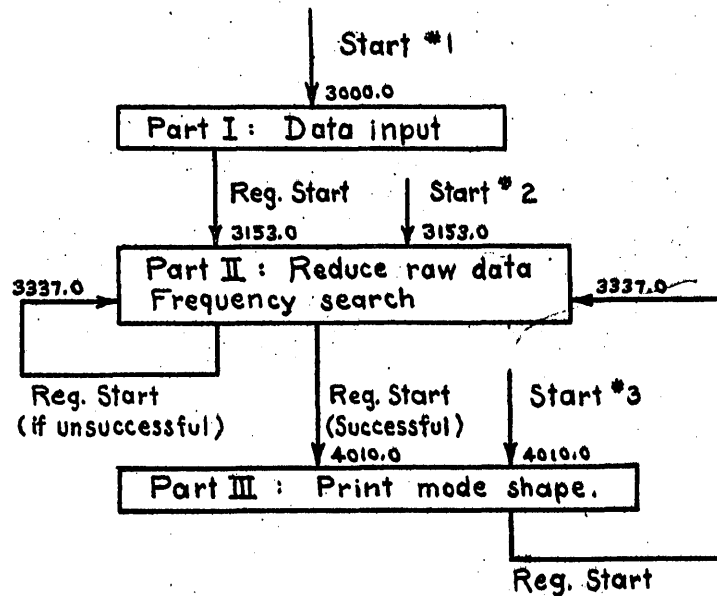 Start #1
3000.0
Part I: Data input
Reg. Start
Start #2
3153.0
3153.0
Part II: Reduce raw data
Frequency search
3337.0
3337.0
Reg. Start
(if unsuccessful)
Reg. Start
(Successful)
Start #3
4010.0
4010.0
Part III: Print mode shape.
Reg. Start